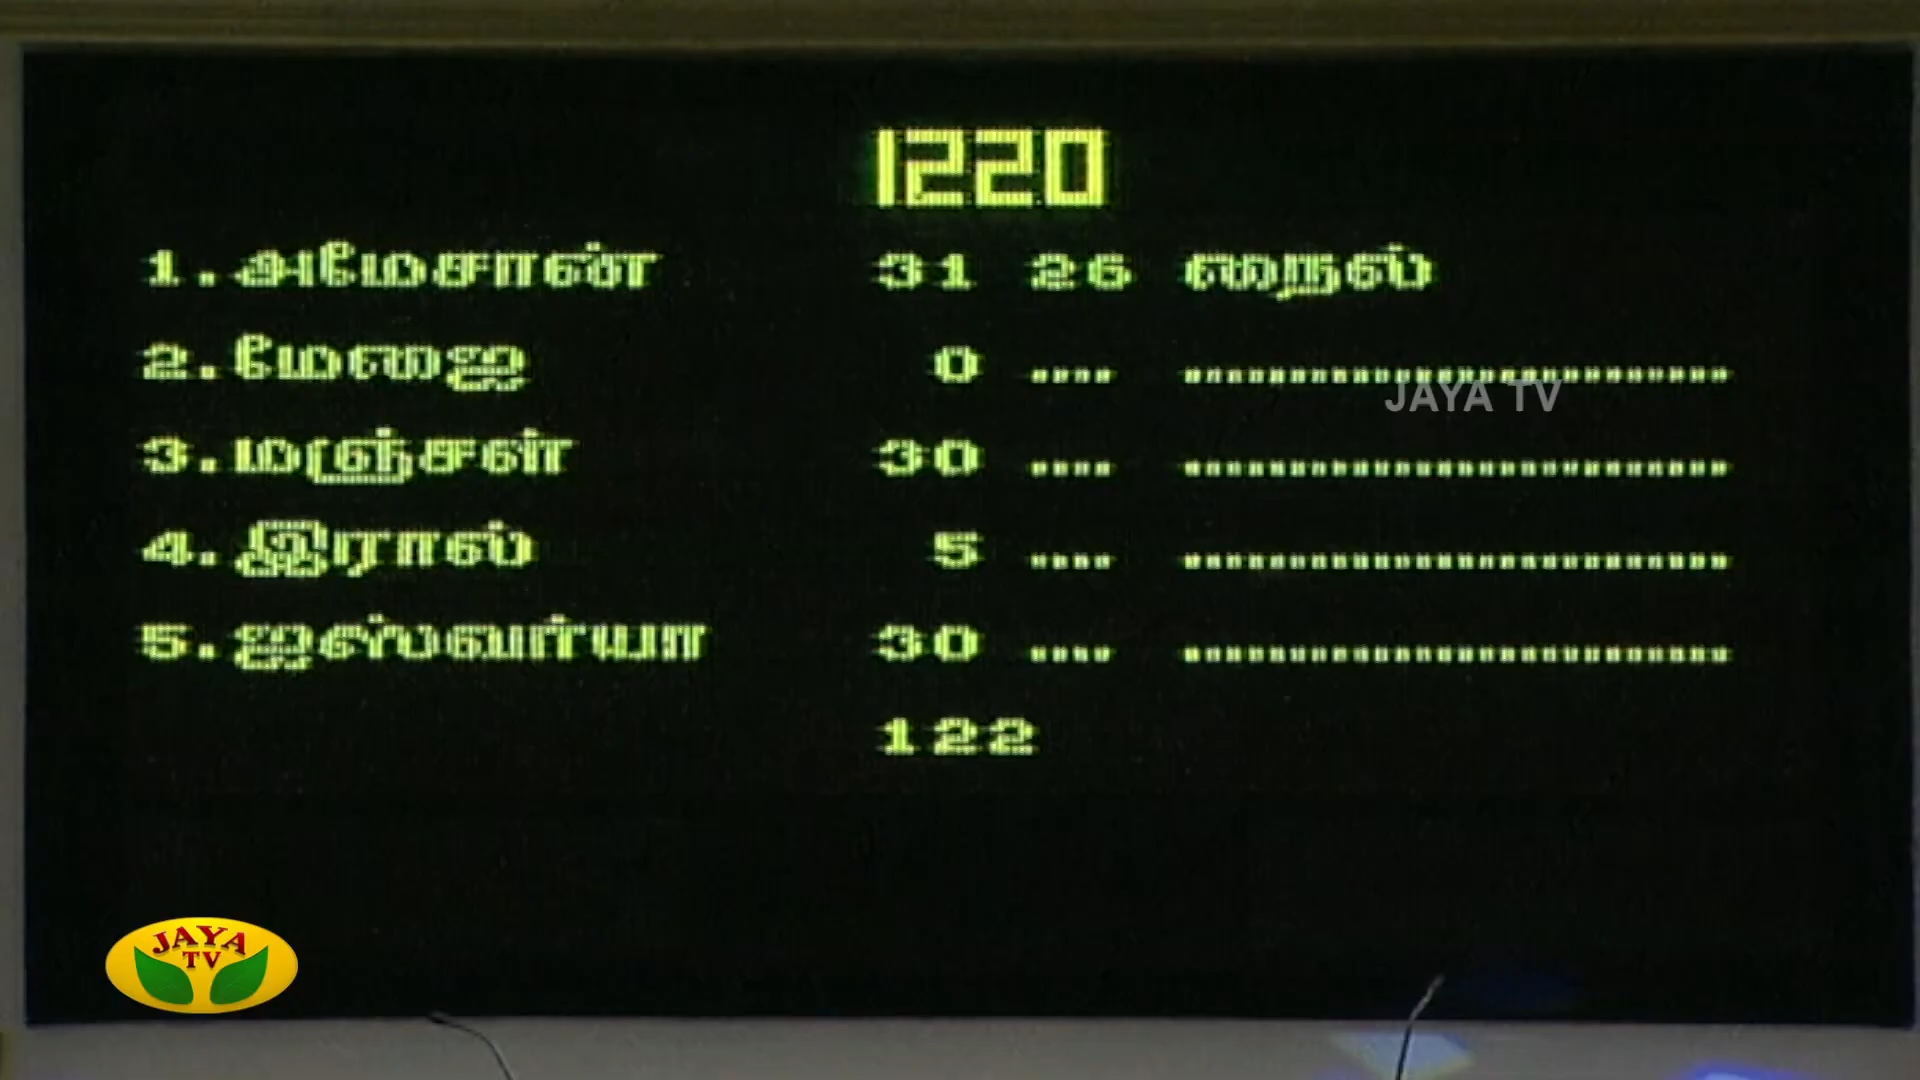 1220
1.அமேசான் 31 26 நைல்
2.மேஜை 0 .... ..........................
3.மஞ்சள் 30 .... ..........................
JAYA TV
4.இரால் 5 .... ..........................
5.ஐஸ்வர்யா 30 .... ..........................
122
JAYA
TV